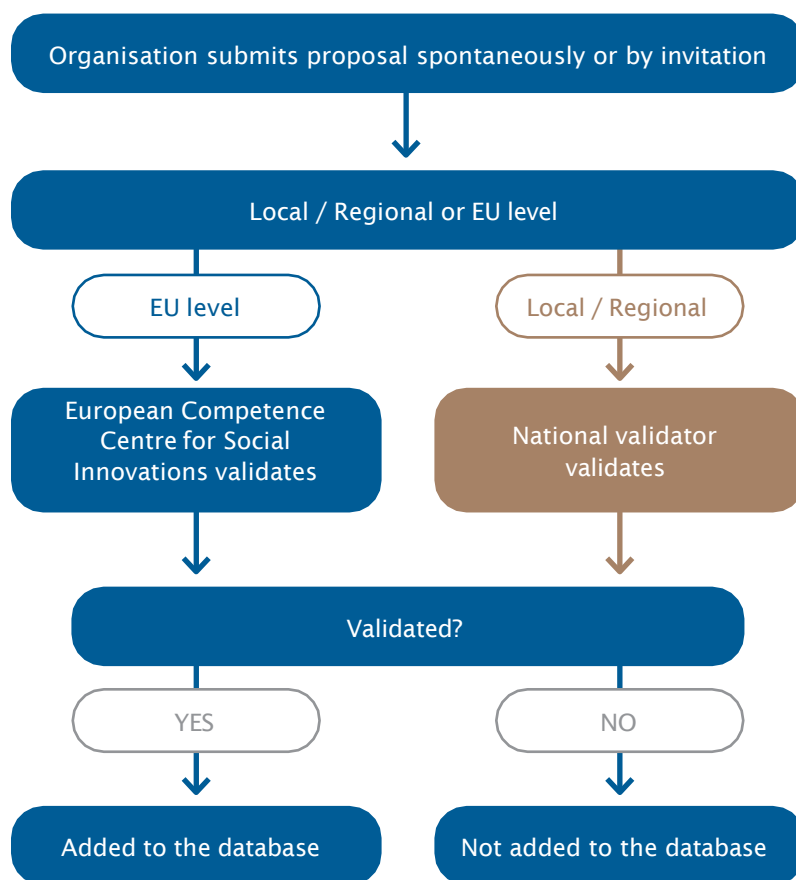 Organisation submits proposal spontaneously or by invitation
Local / Regional or EU level
EU level
Local / Regional
European Competence
Centre for Social
Innovations validates
National validator
validates
Validated?
YES
NO
Added to the database
Not added to the database